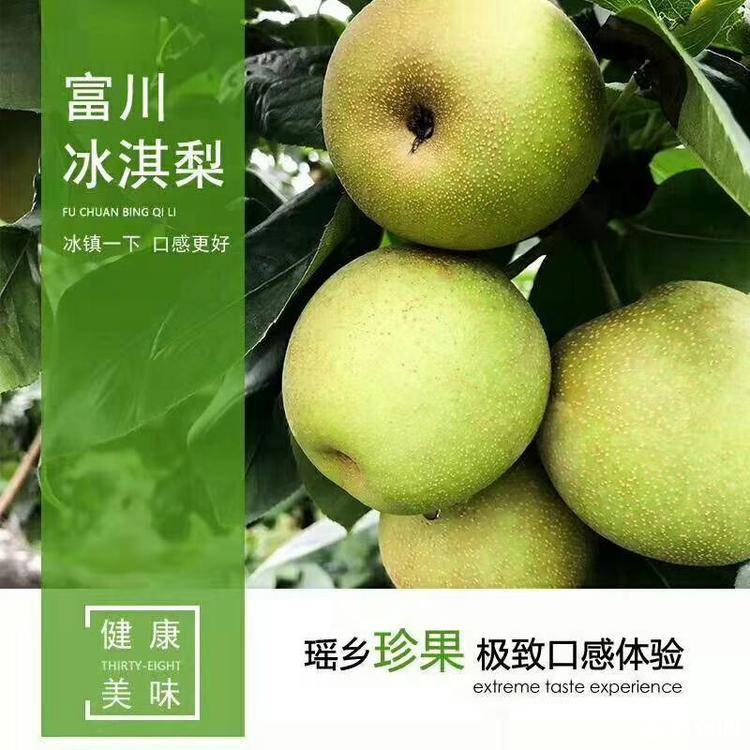 富川
冰淇梨
FU CHUAN BING QI LI
冰镇一下 口感更好
健康
THIRTY-EIGHT
美味
瑶乡珍果 极致口感体验
extreme taste experience